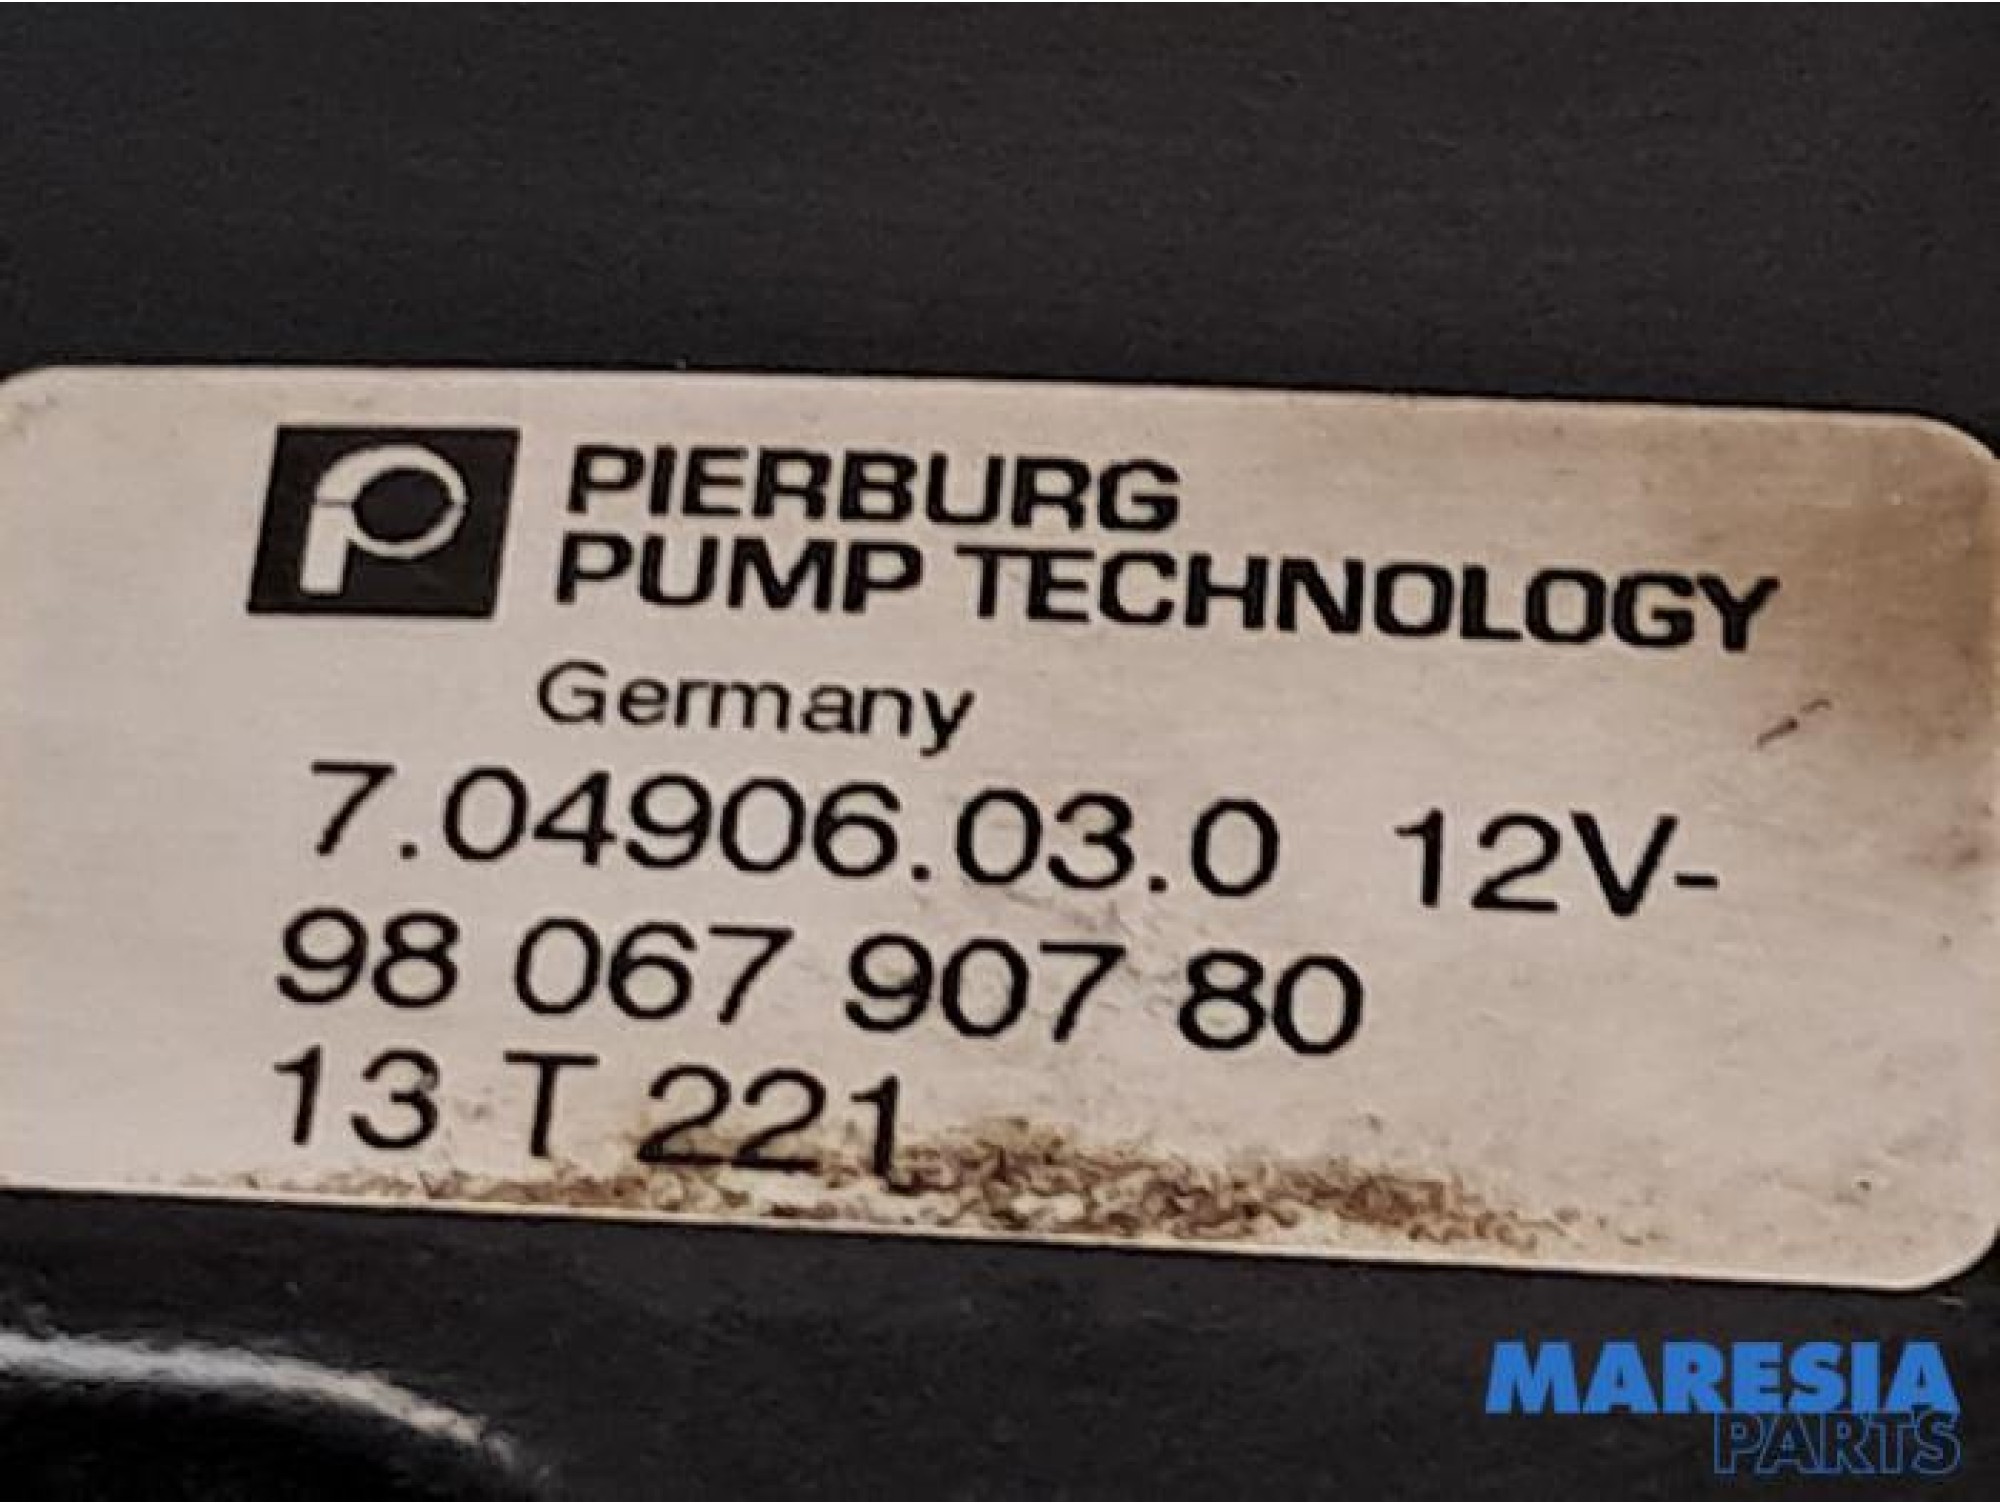 PIERBURG
PUMP TECHNOLOGY
Germany
7.04906.03.0 12V-
98 067 907 80
13 T 221
MARESIA
PARTS